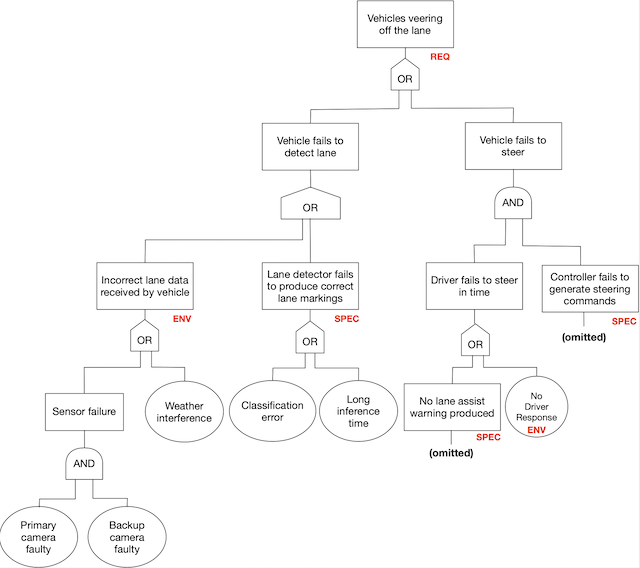 Vehicles veering
off the lane
REQ
OR
Vehicle fails to
detect lane
Vehicle fails to
steer
OR
AND
Incorrect lane data
received by vehicle
ENV
Lane detector fails
to produce correct
lane markings
SPEC
Driver fails to steer
in time
Controller fails to
generate steering
commands
SPEC
(omitted)
OR
OR
OR
Sensor failure
Weather
interference
Classification
error
Long
inference
time
No lane assist
warning produced
SPEC
(omitted)
No
Driver
Response
ENV
AND
Primary
camera
faulty
Backup
camera
faulty